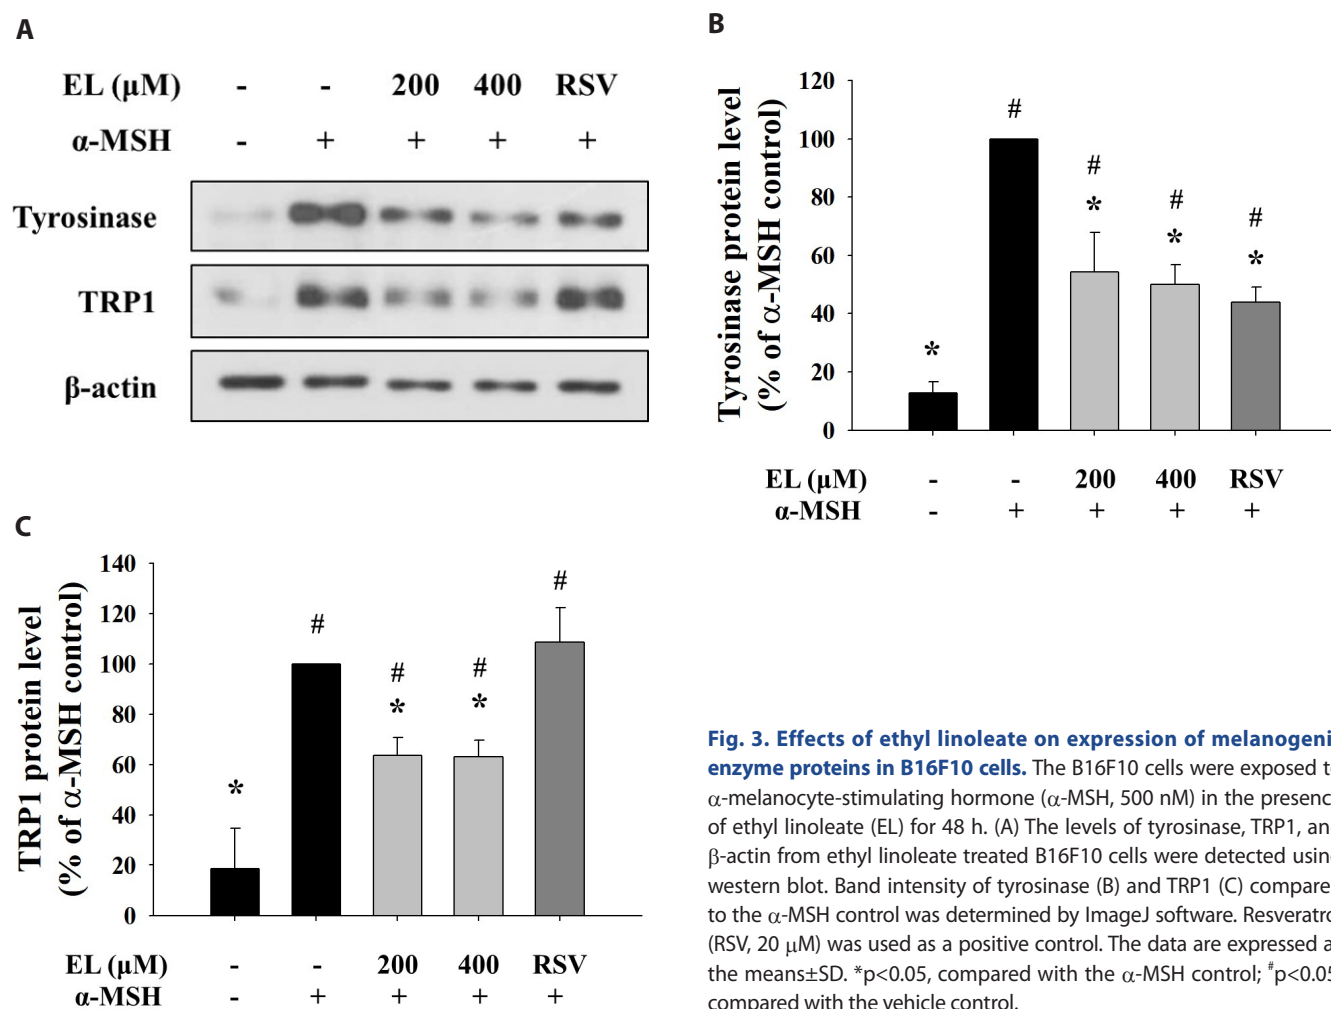 A
EL (μM) - - 200 400 RSV
α-MSH - + + + +
Tyrosinase
TRP1
β-actin
B
Tyrosinase protein level
(% of α-MSH control)
120
100
80
60
40
20
0
#
#
*
#
*
#
*
*
EL (μM) - - 200 400 RSV
α-MSH - + + + +
C
TRP1 protein level
(% of α-MSH control)
140
120
100
80
60
40
20
0
#
#
#
*
#
*
*
EL (μM) - - 200 400 RSV
α-MSH - + + + +
Fig. 3. Effects of ethyl linoleate on expression of melanogeni
enzyme proteins in B16F10 cells. The B16F10 cells were exposed t
α-melanocyte-stimulating hormone (α-MSH, 500 nM) in the presenc
of ethyl linoleate (EL) for 48 h. (A) The levels of tyrosinase, TRP1, an
β-actin from ethyl linoleate treated B16F10 cells were detected usin
western blot. Band intensity of tyrosinase (B) and TRP1 (C) compare
to the α-MSH control was determined by ImageJ software. Resveratro
(RSV, 20 μM) was used as a positive control. The data are expressed a
the means±SD. *p<0.05, compared with the α-MSH control; #p<0.05
compared with the vehicle control.